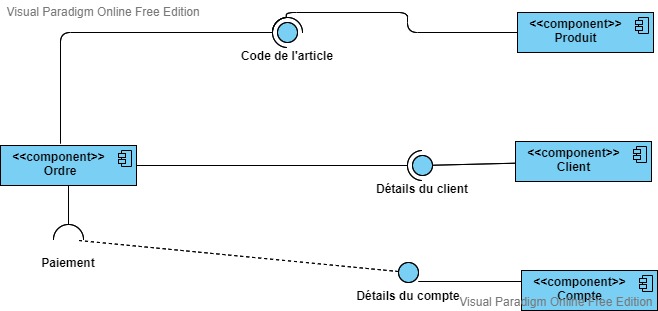 Visual Paradigm Online Free Edition
<<component>>
Produit
Code de l'article
<<component>>
Ordre
<<component>>
Client
Détails du client
Paiement
<<component>>
Compte
Détails du compte
Visual Paradigm Online Free Edition